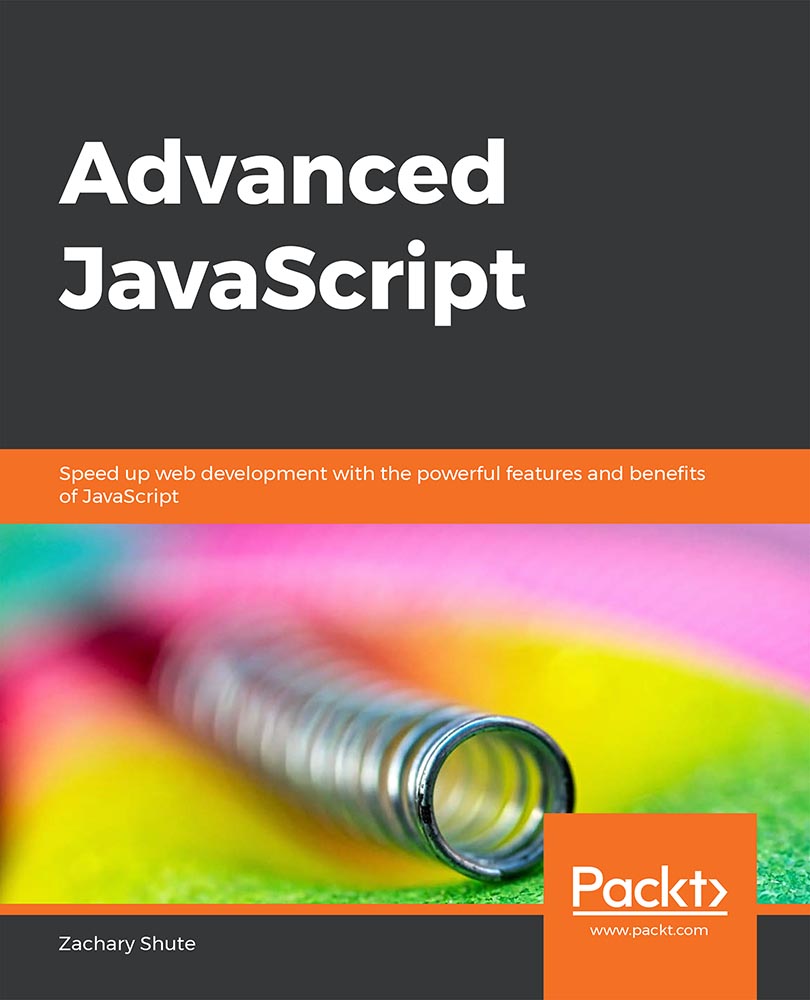 Advanced
JavaScript
Speed up web development with the powerful features and benefits
of JavaScript
Zachary Shute
Packt>
www.packt.com